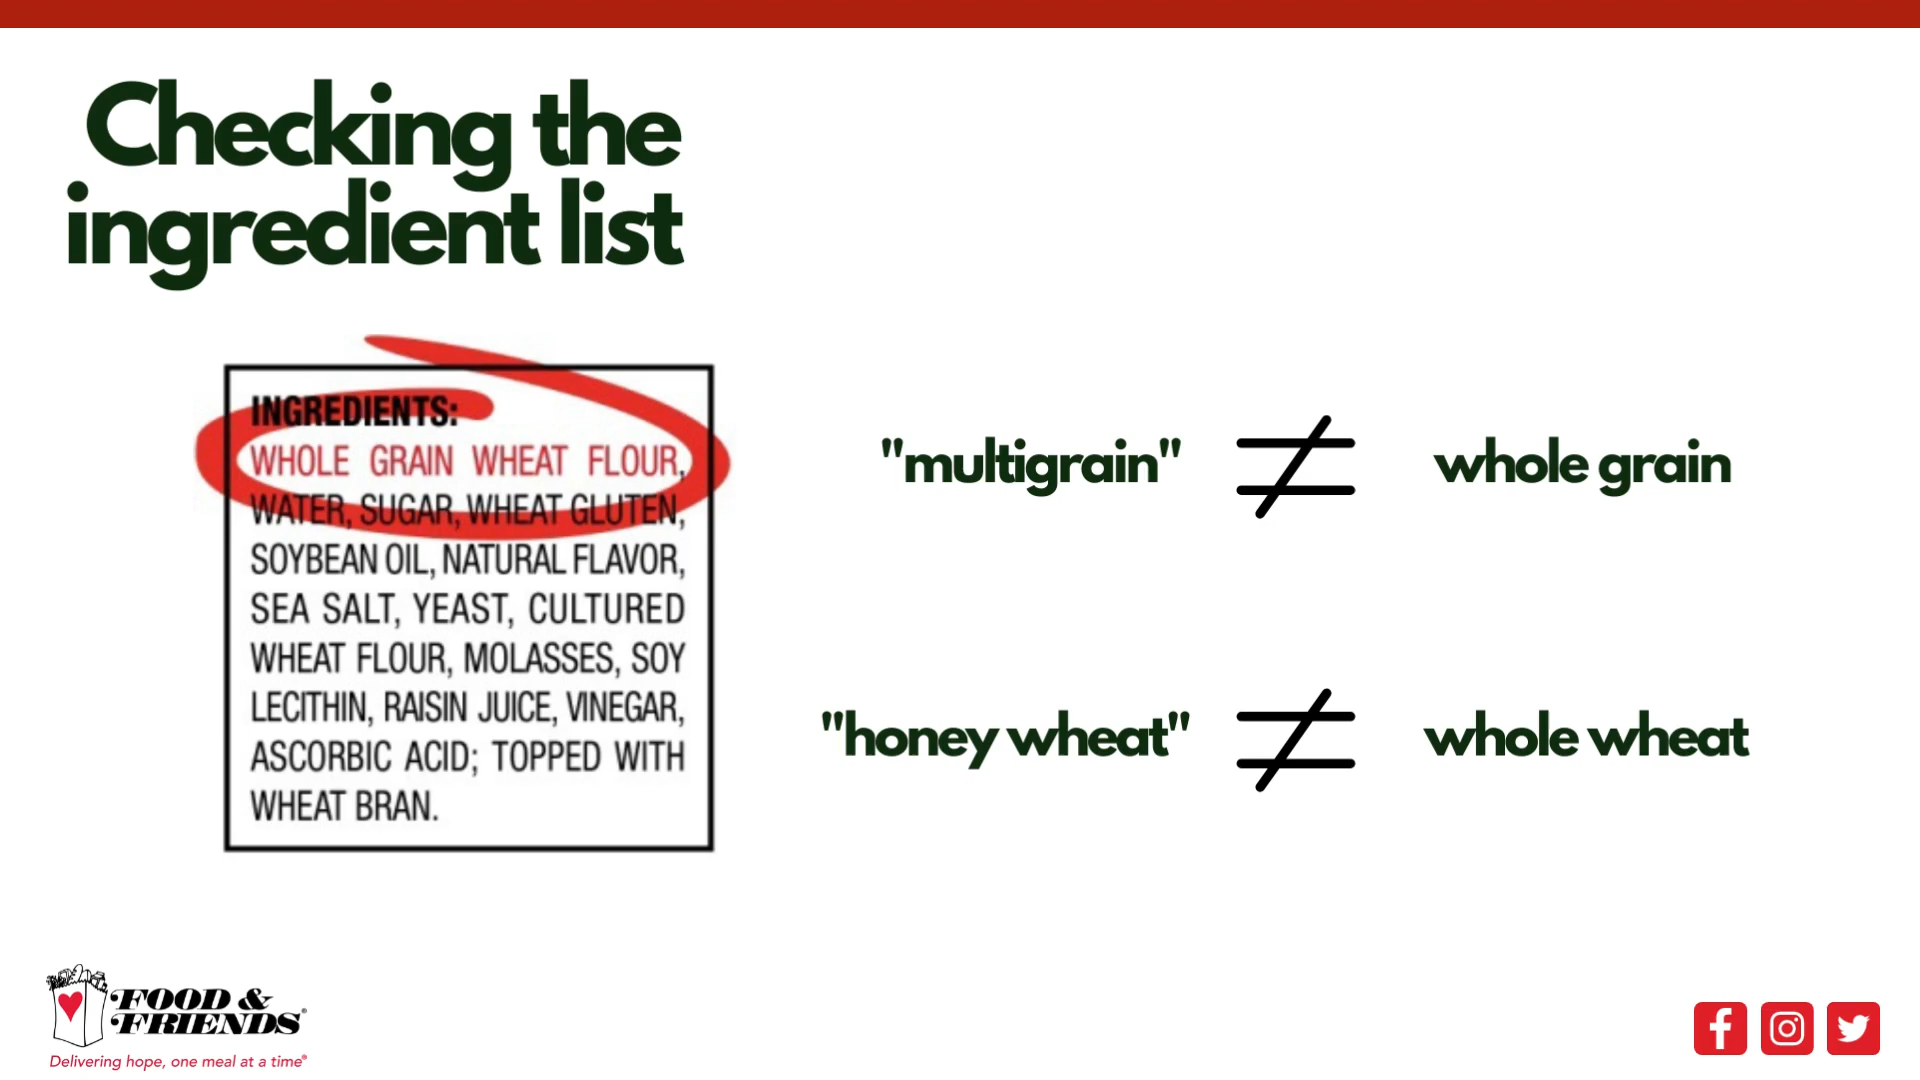 Checking the
ingredient list
INGREDIENTS:
WHOLE GRAIN WHEAT FLOUR,
WATER, SUGAR, WHEAT GLUTEN,
SOYBEAN OIL, NATURAL FLAVOR,
SEA SALT, YEAST, CULTURED
WHEAT FLOUR, MOLASSES, SOY
LECITHIN, RAISIN JUICE, VINEGAR,
ASCORBIC ACID; TOPPED WITH
WHEAT BRAN.
"multigrain" ≠ whole grain
"honey wheat" ≠ whole wheat
FOOD &
FRIENDS®
Delivering hope, one meal at a time®